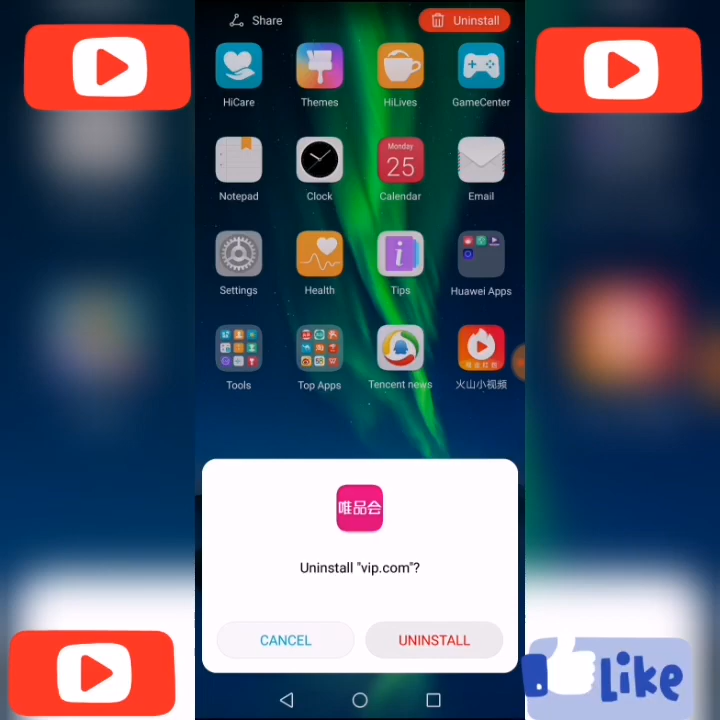 Share
Uninstall
HiCare
Themes
HiLives
GameCenter
Monday
25
Notepad
Clock
Calendar
Email
Settings
Health
Tips
Huawei Apps
Tools
Top Apps
Tencent news
火山小视频
唯品会
Uninstall "vip.com"?
CANCEL
UNINSTALL
Like